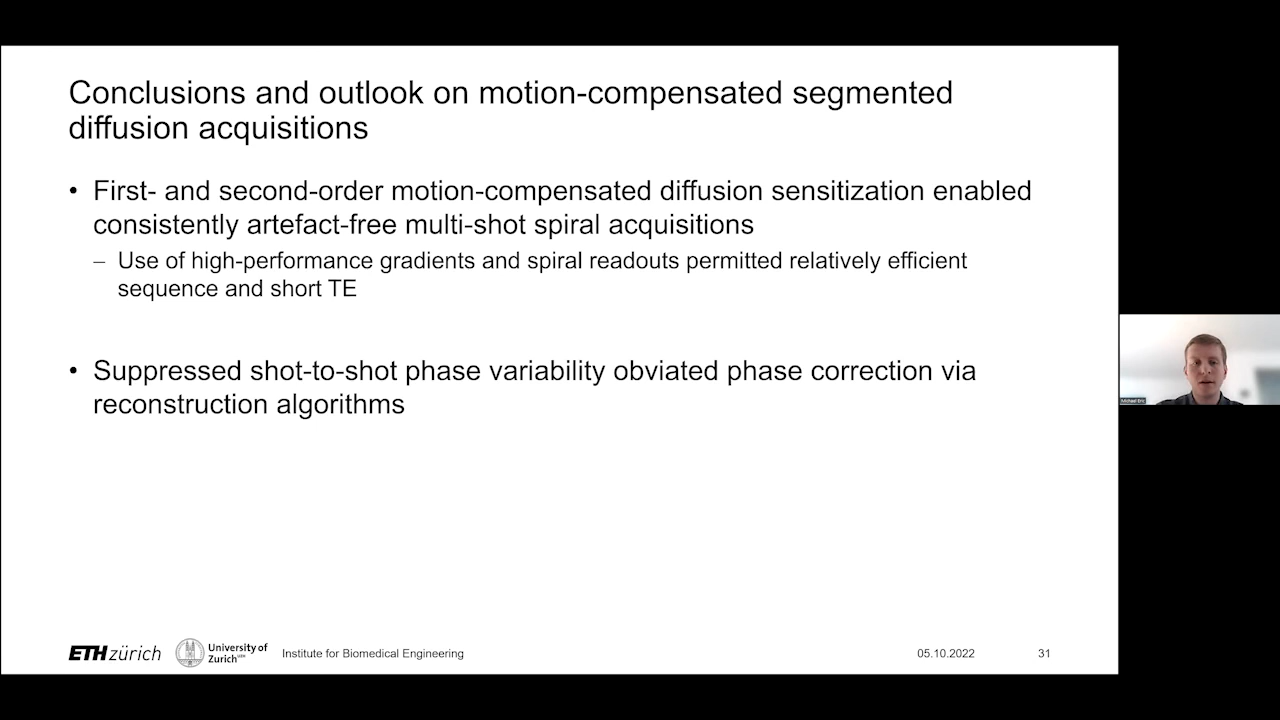 Conclusions and outlook on motion-compensated segmented
diffusion acquisitions
• First- and second-order motion-compensated diffusion sensitization enabled
consistently artefact-free multi-shot spiral acquisitions
– Use of high-performance gradients and spiral readouts permitted relatively efficient
sequence and short TE
• Suppressed shot-to-shot phase variability obviated phase correction via
reconstruction algorithms
ETH zürich
University of
Zurich UZH
Institute for Biomedical Engineering
05.10.2022
31